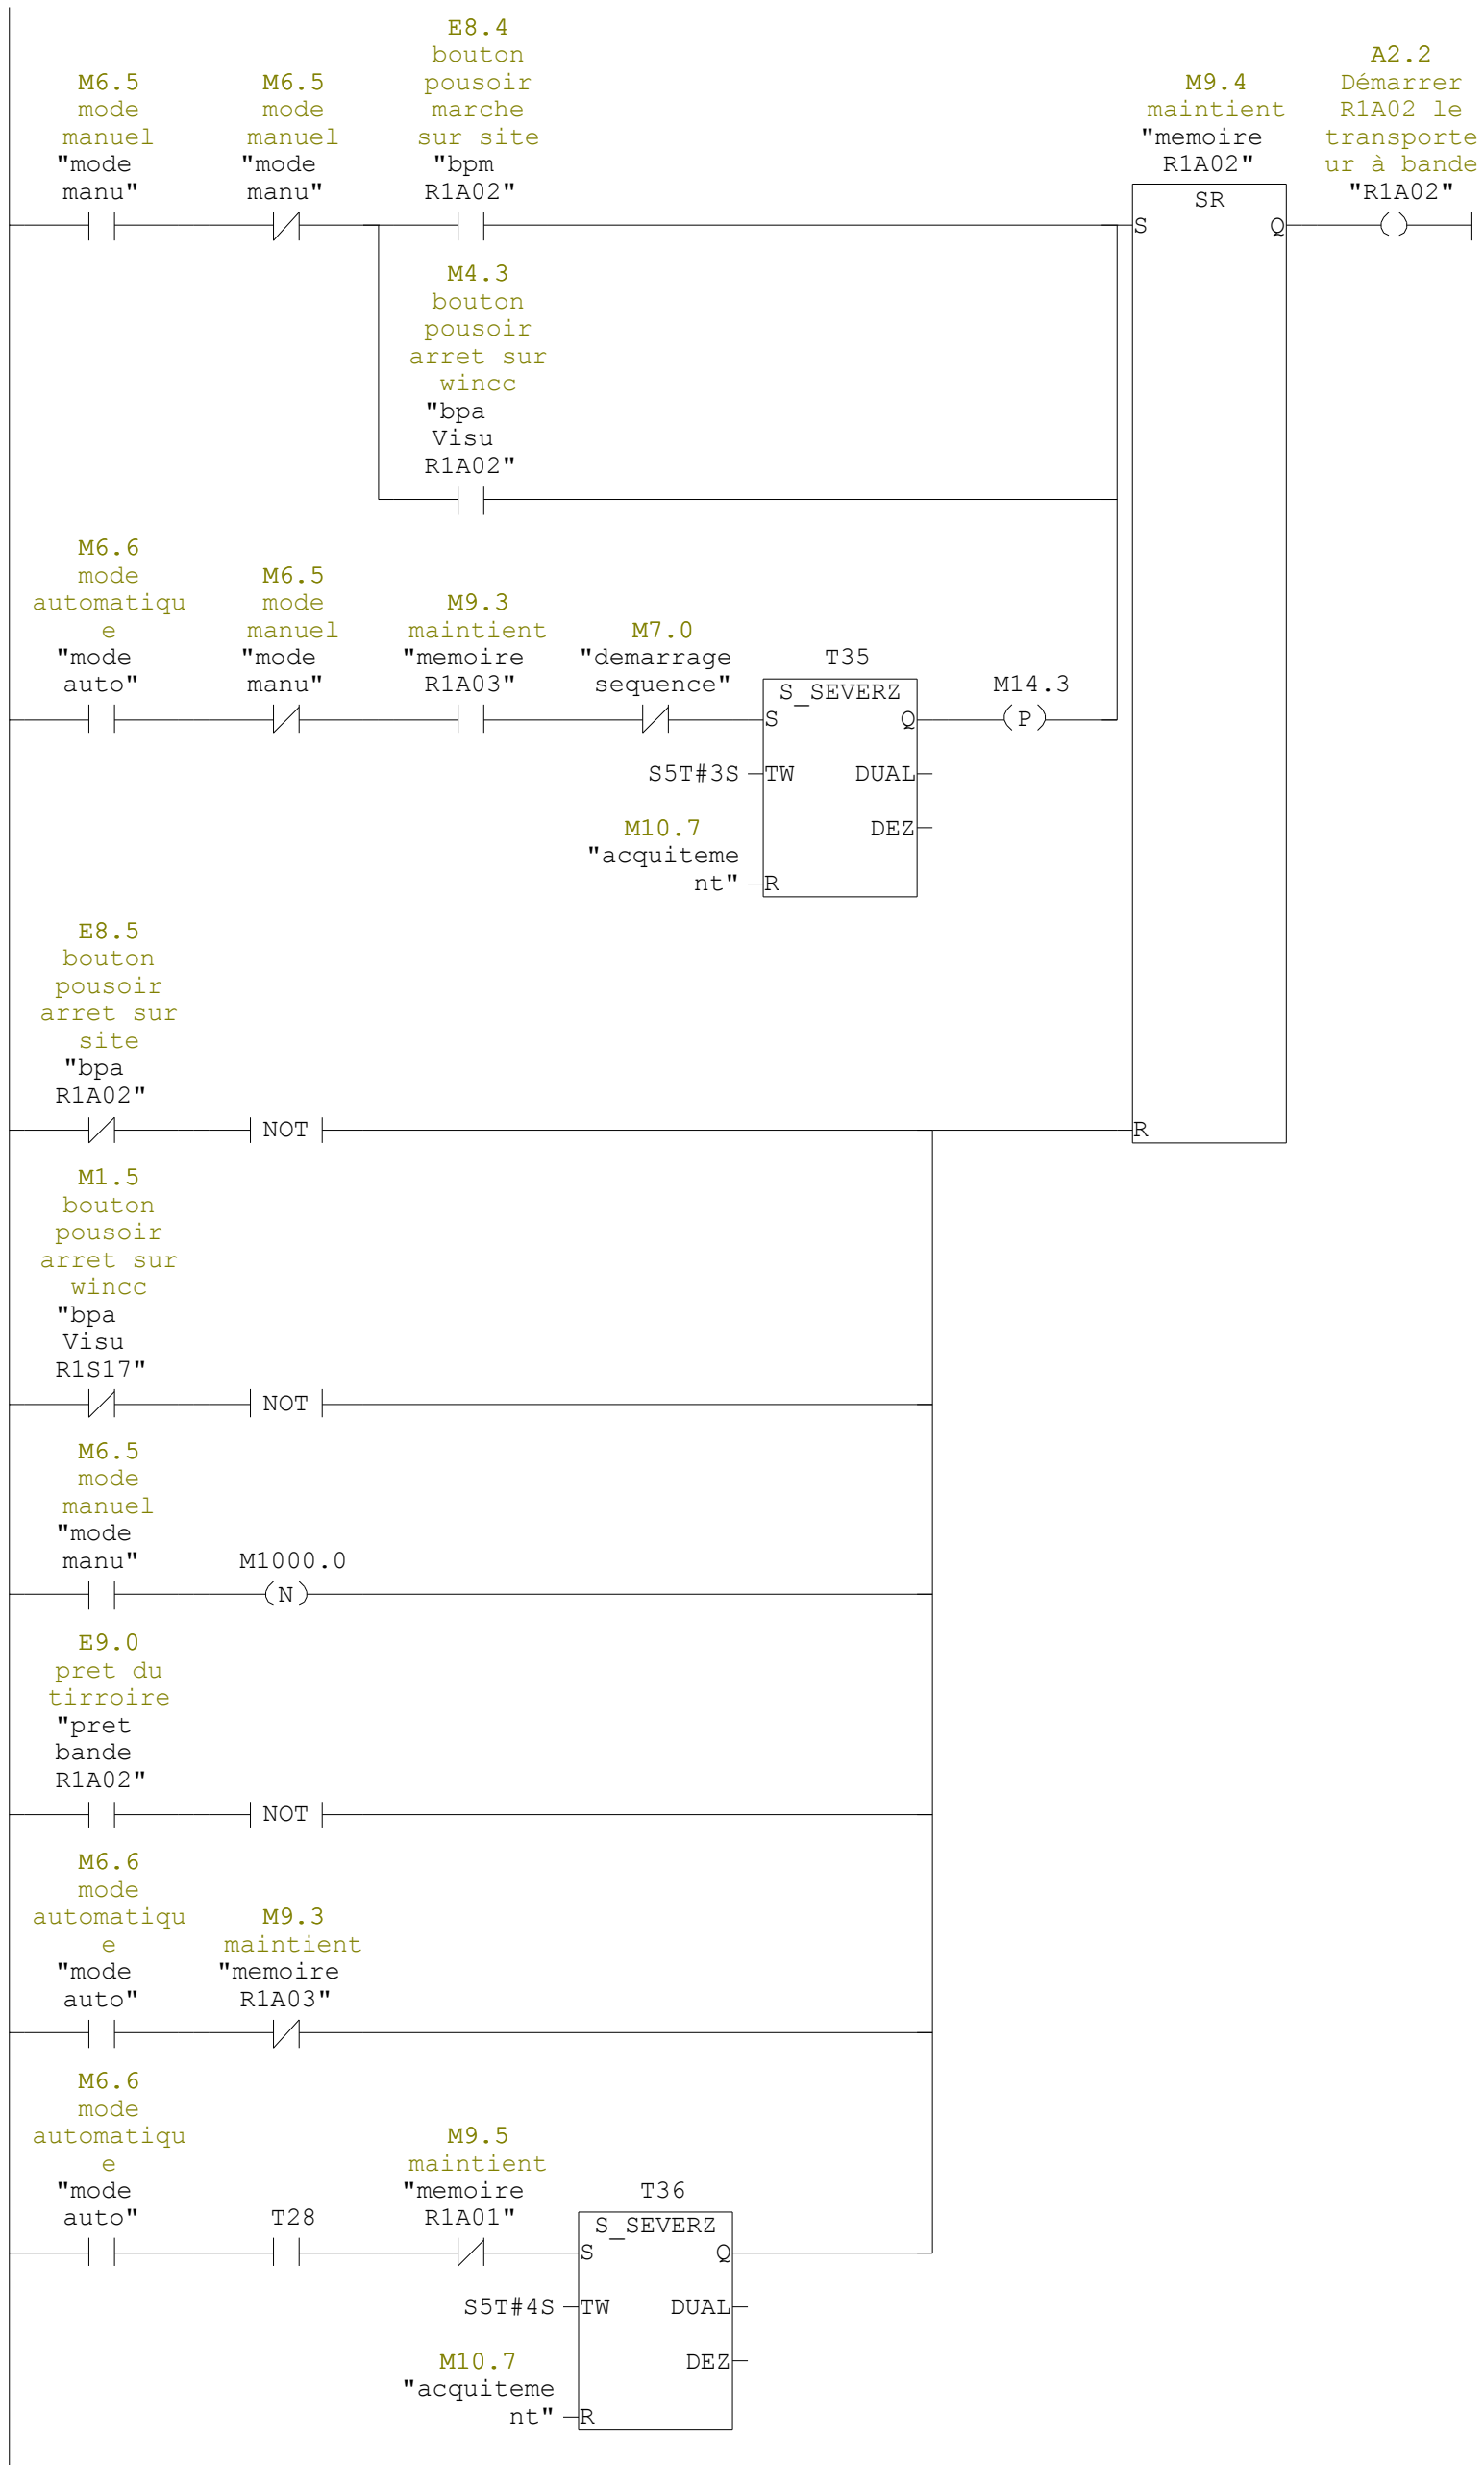 E8.4
bouton
pousoir
marche
sur site
"bpm
R1A02"
M6.5
mode
manuel
"mode
manu"
M6.5
mode
manuel
"mode
manu"
M9.4
maintient
"memoire
R1A02"
A2.2
Démarrer
R1A02 le
transporte
ur à bande
"R1A02"
SR
S
Q
M4.3
bouton
pousoir
arret sur
wincc
"bpa
Visu
R1A02"
M6.6
mode
automatiqu
e
"mode
auto"
M6.5
mode
manuel
"mode
manu"
M9.3
maintient
"memoire
R1A03"
M7.0
"demarrage
sequence"
T35
S_SEVERZ
S
Q
M14.3
P
S5T#3S
TW
DUAL
M10.7
"acquiteme
nt"
DEZ
R
E8.5
bouton
pousoir
arret sur
site
"bpa
R1A02"
NOT
R
M1.5
bouton
pousoir
arret sur
wincc
"bpa
Visu
R1S17"
NOT
M6.5
mode
manuel
"mode
manu"
M1000.0
N
E9.0
pret du
tirroire
"pret
bande
R1A02"
NOT
M6.6
mode
automatiqu
e
"mode
auto"
M9.3
maintient
"memoire
R1A03"
M6.6
mode
automatiqu
e
"mode
auto"
T28
M9.5
maintient
"memoire
R1A01"
T36
S_SEVERZ
S
Q
S5T#4S
TW
DUAL
M10.7
"acquiteme
nt"
DEZ
R